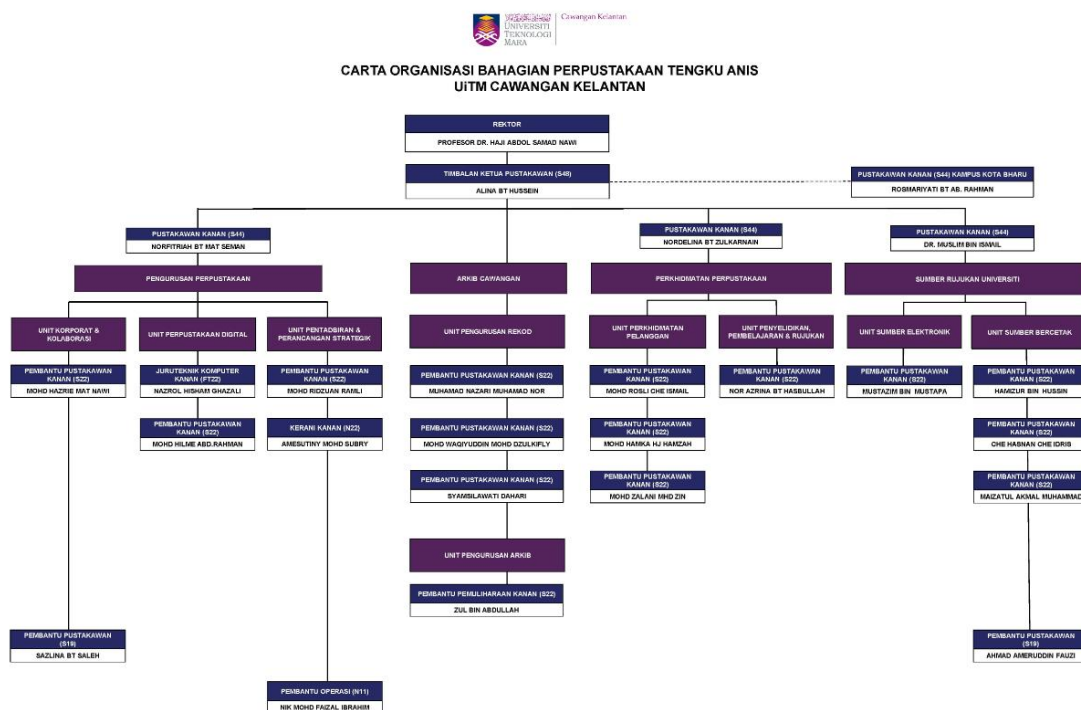 UNIVERSITI
TEKNOLOGI
MARA
Cawangan Kelantan
CARTA ORGANISASI BAHAGIAN PERPUSTAKAAN TENGKU ANIS
UiTM CAWANGAN KELANTAN
REKTOR
PROFESOR DR. HAJI ABDOL SAMAD NAWI
TIMBALAN KETUA PUSTAKAWAN (S48)
ALINA BT HUSSEIN
PUSTAKAWAN KANAN (S44) KAMPUS KOTA BHARU
ROSMARIYATI BT AB. RAHMAN
PUSTAKAWAN KANAN (S44)
NORFITRIAH BT MAT SEMAN
PENGURUSAN PERPUSTAKAAN
UNIT KORPORAT &
KOLABORASI
PEMBANTU PUSTAKAWAN
KANAN (S22)
MOHD HAZRIE MAT NAWI
PEMBANTU PUSTAKAWAN
(S19)
SAZLINA BT SALEH
UNIT PERPUSTAKAAN DIGITAL
JURUTEKNIK KOMPUTER
KANAN (FT22)
NAZROL HISHAM GHAZALI
PEMBANTU PUSTAKAWAN
KANAN (S22)
MOHD HILME ABD.RAHMAN
UNIT PENTADBIRAN &
PERANCANGAN STRATEGIK
PEMBANTU PUSTAKAWAN
KANAN (S22)
MOHD RIDZUAN RAMLI
KERANI KANAN (N22)
AMESUTINY MOHD SUBRY
PEMBANTU OPERASI (N11)
NIK MOHD FAIZAL IBRAHIM
ARKIB CAWANGAN
UNIT PENGURUSAN REKOD
PEMBANTU PUSTAKAWAN KANAN (S22)
MUHAMAD NAZARI MUHAMAD NOR
PEMBANTU PUSTAKAWAN KANAN (S22)
MOHD WAQIYUDDIN MOHD DZULKIFLY
PEMBANTU PUSTAKAWAN KANAN (S22)
SYAMSILAWATI DAHARI
UNIT PENGURUSAN ARKIB
PEMBANTU PEMULIHARAAN KANAN (S22)
ZUL BIN ABDULLAH
PUSTAKAWAN KANAN (S44)
NORDELINA BT ZULKARNAIN
PERKHIDMATAN PERPUSTAKAAN
UNIT PERKHIDMATAN
PELANGGAN
PEMBANTU PUSTAKAWAN
KANAN (S22)
MOHD ROSLI CHE ISMAIL
PEMBANTU PUSTAKAWAN
KANAN (S22)
MOHD HAMKA HJ HAMZAH
PEMBANTU PUSTAKAWAN
KANAN (S22)
MOHD ZALANI MHD ZIN
UNIT PENYELIDIKAN,
PEMBELAJARAN & RUJUKAN
PEMBANTU PUSTAKAWAN
KANAN (S22)
NOR AZRINA BT HASBULLAH
PUSTAKAWAN KANAN (S44)
DR. MUSLIM BIN ISMAIL
SUMBER RUJUKAN UNIVERSITI
UNIT SUMBER ELEKTRONIK
PEMBANTU PUSTAKAWAN
KANAN (S22)
MUSTAZIM BIN MUSTAPA
UNIT SUMBER BERCETAK
PEMBANTU PUSTAKAWAN
KANAN (S22)
HAMZUR BIN HUSSIN
PEMBANTU PUSTAKAWAN
KANAN (S22)
CHE HASNAN CHE IDRIS
PEMBANTU PUSTAKAWAN
KANAN (S22)
MAIZATUL AKMAL MUHAMMAD
PEMBANTU PUSTAKAWAN
(S19)
AHMAD AMERUDDIN FAUZI